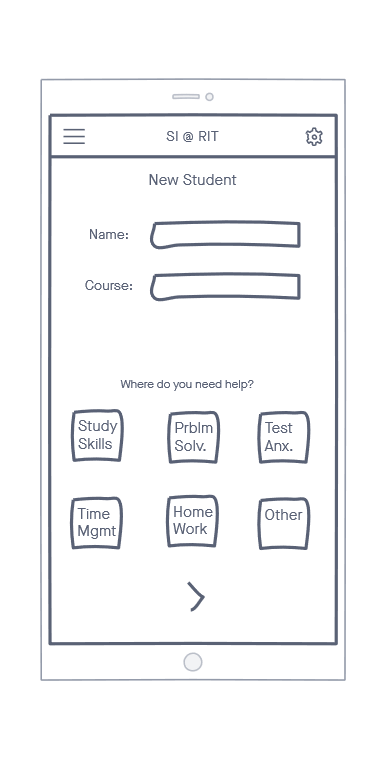 SI @ RIT
New Student
Name:
Course:
Where do you need help?
Study
Skills
Prblm
Solv.
Test
Anx.
Time
Mgmt
Home
Work
Other